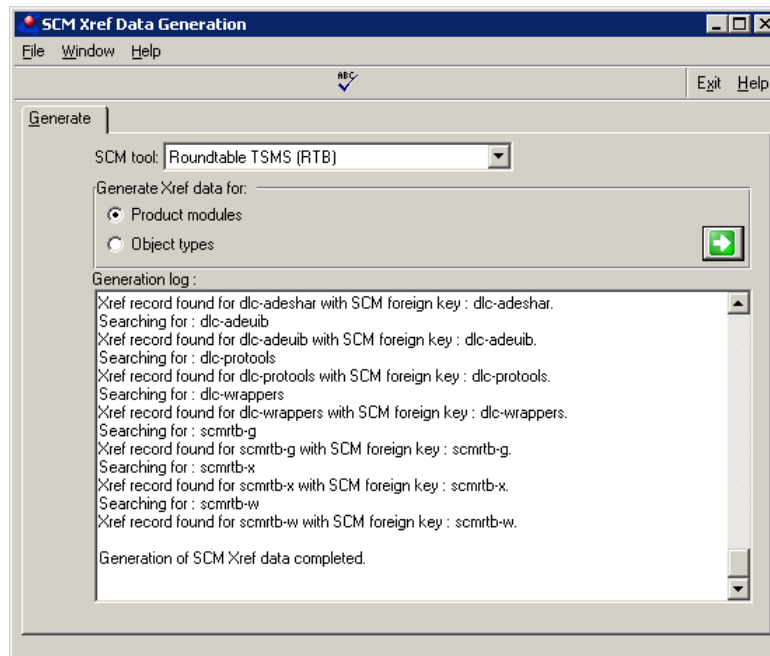 SCM Xref Data Generation
File Window Help
ABC
Exit Help
Generate
SCM tool: Roundtable TSMS (RTB)
Generate Xref data for:
Product modules
Object types
Generation log :
Xref record found for dlc-adeshar with SCM foreign key : dlc-adeshar.
Searching for : dlc-adeuib
Xref record found for dlc-adeuib with SCM foreign key : dlc-adeuib.
Searching for : dlc-protools
Xref record found for dlc-protools with SCM foreign key : dlc-protools.
Searching for : dlc-wrappers
Xref record found for dlc-wrappers with SCM foreign key : dlc-wrappers.
Searching for : scmrtb-g
Xref record found for scmrtb-g with SCM foreign key : scmrtb-g.
Searching for : scmrtb-x
Xref record found for scmrtb-x with SCM foreign key : scmrtb-x.
Searching for : scmrtb-w
Xref record found for scmrtb-w with SCM foreign key : scmrtb-w.
Generation of SCM Xref data completed.